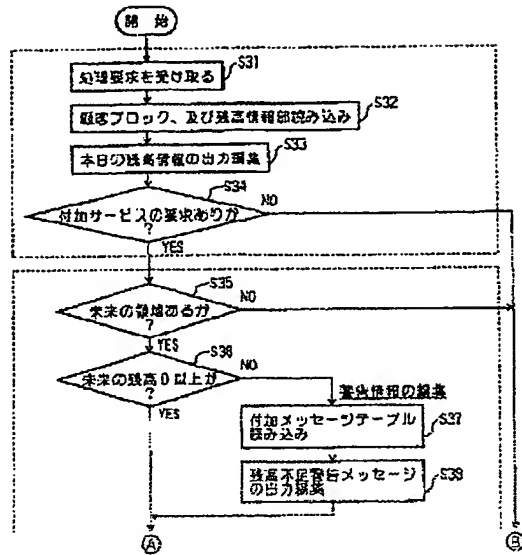 開 始
処理要求を受け取る
S31
顧客ブロック、及び残高情報部読み込み
S32
本日の残高情報の出力編集
S33
付加サービスの要求ありか
?
S34
NO
YES
未来の領域あるか
?
S35
NO
YES
未来の残高0以上か
?
S36
NO
YES
警告情報の編集
付加メッセージテーブル
読み込み
S37
残高不足警告メッセージ
の出力編集
S38
A
B